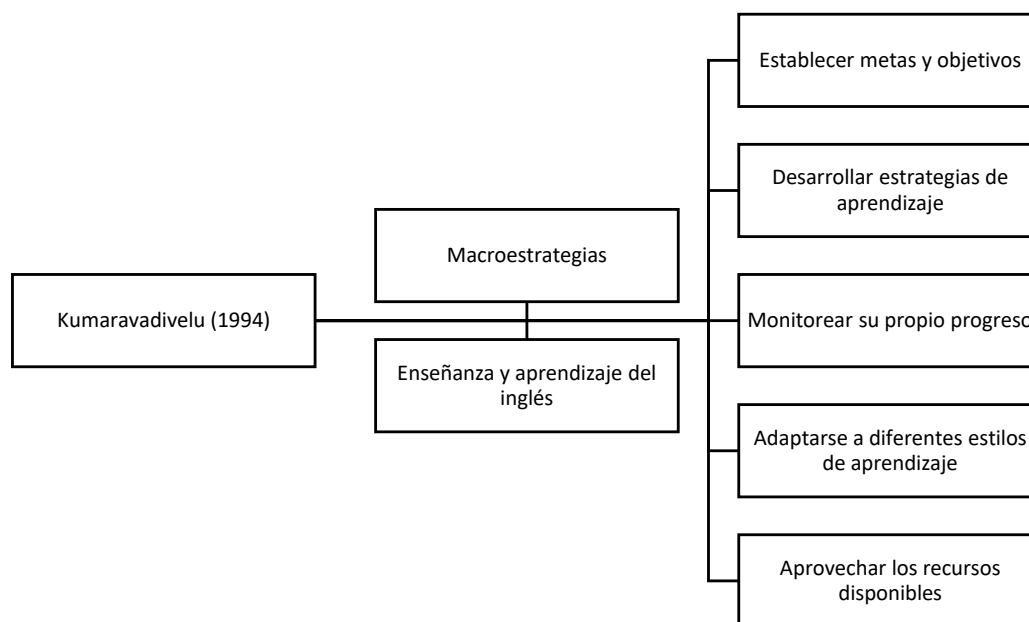 Kumaravadivelu (1994)
Macroestrategias
Enseñanza y aprendizaje del
inglés
Establecer metas y objetivos
Desarrollar estrategias de
aprendizaje
Monitorear su propio progreso
Adaptarse a diferentes estilos
de aprendizaje
Aprovechar los recursos
disponibles